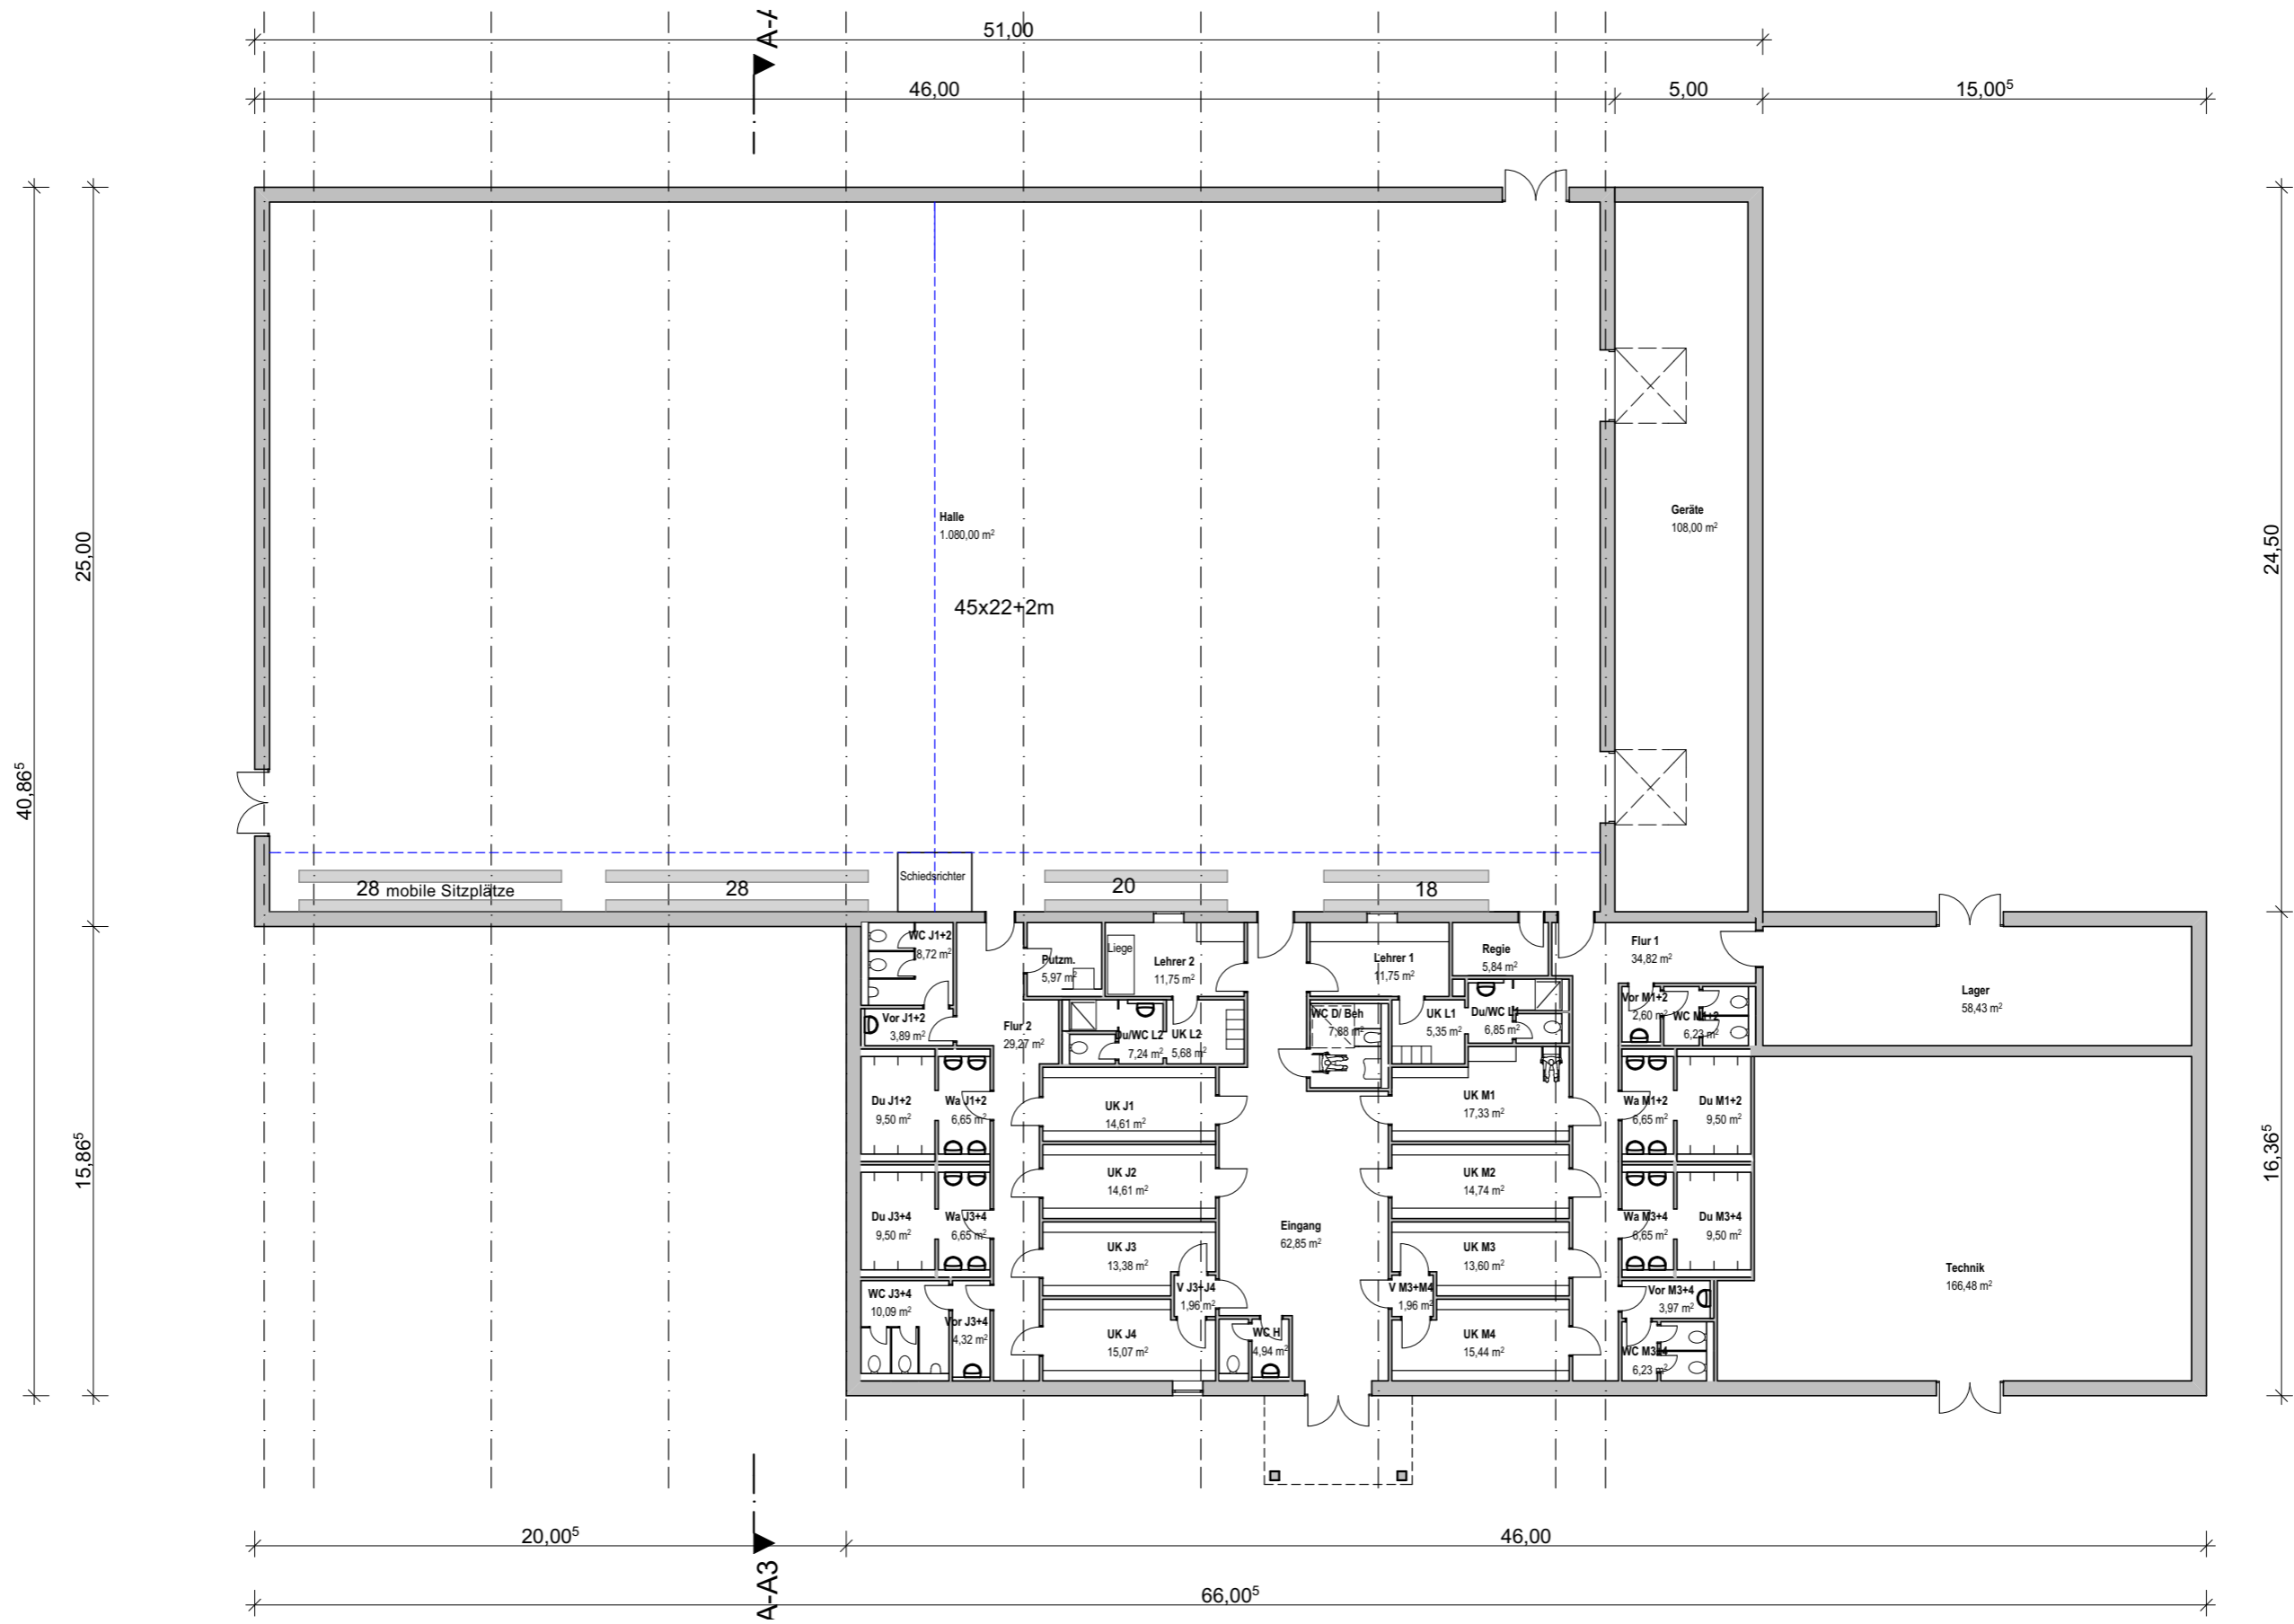 A-A
51,00
46,00
5,00
15,00⁵
40,86⁵
25,00
15,86⁵
24,50
16,36⁵
Halle
1.080,00 m²
45x22+2m
Geräte
108,00 m²
28 mobile Sitzplätze
28
Schiedsrichter
20
18
WC J1+2
8,72 m²
Vor J1+2
3,89 m²
Flur 2
29,27 m²
Putzm.
5,97 m²
Liege
Lehrer 2
11,75 m²
Du/WC L2
7,24 m²
UK L2
5,68 m²
Lehrer 1
11,75 m²
Regie
5,84 m²
WC D/ Beh
7,88 m²
UK L1
5,35 m²
Du/WC L1
6,85 m²
Flur 1
34,82 m²
Vor M1+2
2,60 m²
WC M1+2
6,23 m²
Lager
58,43 m²
Du J1+2
9,50 m²
Wa J1+2
6,65 m²
UK J1
14,61 m²
UK M1
17,33 m²
Wa M1+2
6,65 m²
Du M1+2
9,50 m²
UK J2
14,61 m²
UK M2
14,74 m²
Du J3+4
9,50 m²
Wa J3+4
6,65 m²
UK J3
13,38 m²
Eingang
62,85 m²
UK M3
13,60 m²
Wa M3+4
6,65 m²
Du M3+4
9,50 m²
Technik
166,48 m²
WC J3+4
10,09 m²
Vor J3+4
4,32 m²
V J3+J4
1,96 m²
UK J4
15,07 m²
WC H
4,94 m²
V M3+M4
1,96 m²
UK M4
15,44 m²
Vor M3+4
3,97 m²
WC M3+4
6,23 m²
20,00⁵
46,00
A-A3
66,00⁵